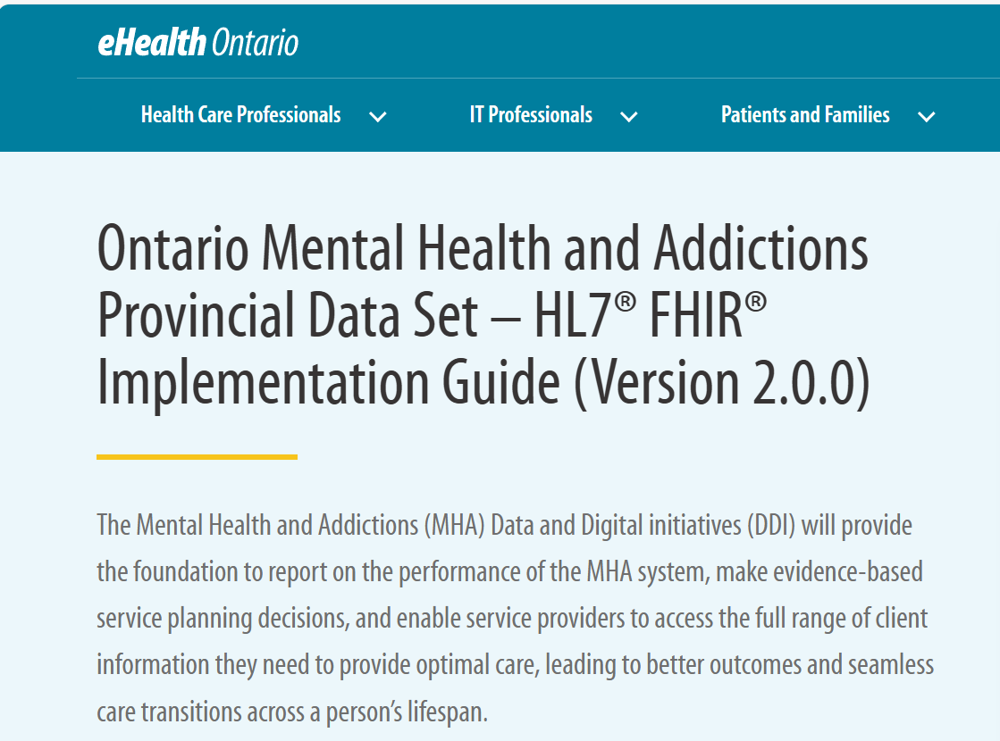 eHealth Ontario
Health Care Professionals IT Professionals Patients and Families
Ontario Mental Health and Addictions
Provincial Data Set – HL7® FHIR®
Implementation Guide (Version 2.0.0)
The Mental Health and Addictions (MHA) Data and Digital initiatives (DDI) will provide
the foundation to report on the performance of the MHA system, make evidence-based
service planning decisions, and enable service providers to access the full range of client
information they need to provide optimal care, leading to better outcomes and seamless
care transitions across a person’s lifespan.